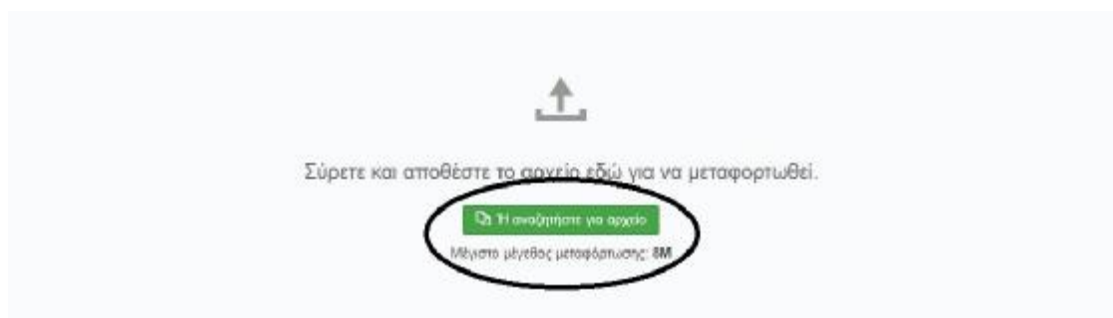 Σύρετε και αποθέστε το αρχείο εδώ για να μεταφορτωθεί.
Ή αναζητήστε για αρχείο
Μέγιστο μέγεθος μεταφόρτωσης: 8M